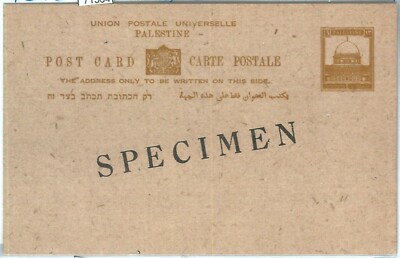 UNION POSTALE UNIVERSELLE
PALESTINE
POST CARD CARTE POSTALE
THE ADDRESS ONLY TO BE WRITTEN ON THIS SIDE.
רק הכתובת תכתב בצד זה يكتب العنوان فقط على هذه الجهة
SPECIMEN